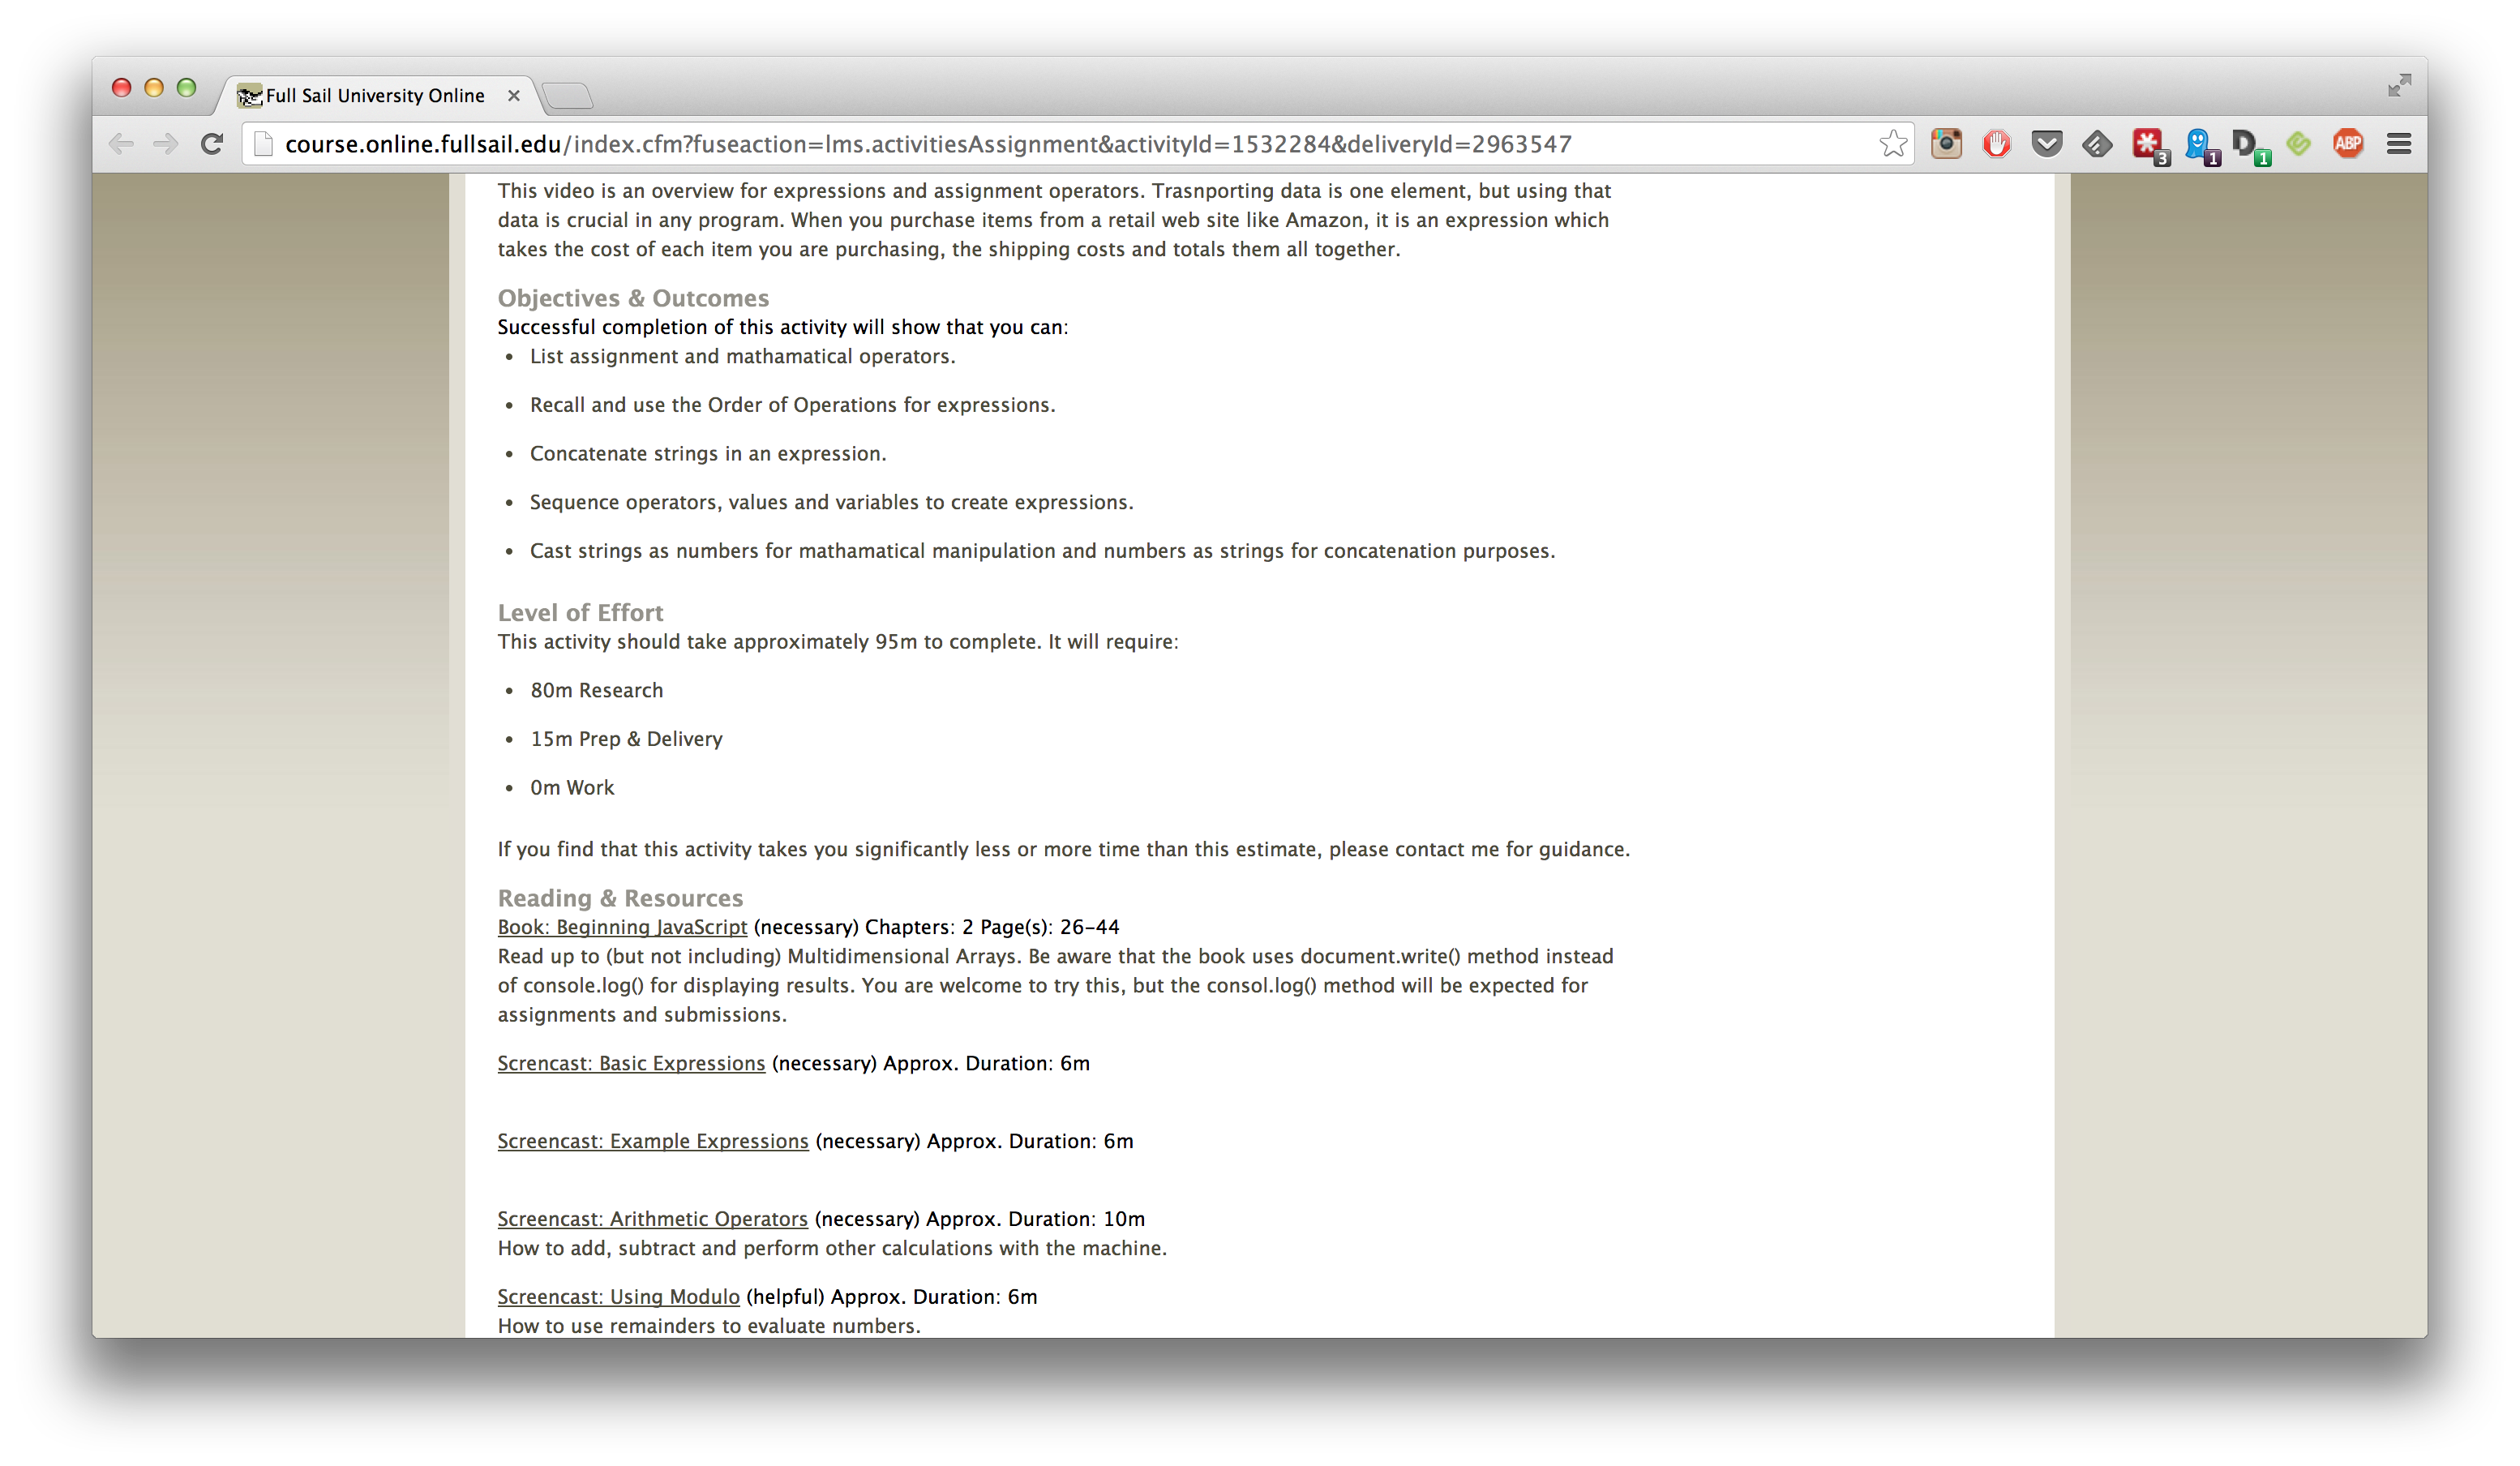 Full Sail University Online
course.online.fullsail.edu/index.cfm?fuseaction=lms.activitiesAssignment&activityId=1532284&deliveryId=2963547
3
1
D
1
ABP
This video is an overview for expressions and assignment operators. Trasnporting data is one element, but using that
data is crucial in any program. When you purchase items from a retail web site like Amazon, it is an expression which
takes the cost of each item you are purchasing, the shipping costs and totals them all together.
Objectives & Outcomes
Successful completion of this activity will show that you can:
• List assignment and mathamatical operators.
• Recall and use the Order of Operations for expressions.
• Concatenate strings in an expression.
• Sequence operators, values and variables to create expressions.
• Cast strings as numbers for mathamatical manipulation and numbers as strings for concatenation purposes.
Level of Effort
This activity should take approximately 95m to complete. It will require:
• 80m Research
• 15m Prep & Delivery
• 0m Work
If you find that this activity takes you significantly less or more time than this estimate, please contact me for guidance.
Reading & Resources
Book: Beginning JavaScript (necessary) Chapters: 2 Page(s): 26-44
Read up to (but not including) Multidimensional Arrays. Be aware that the book uses document.write() method instead
of console.log() for displaying results. You are welcome to try this, but the consol.log() method will be expected for
assignments and submissions.
Screncast: Basic Expressions (necessary) Approx. Duration: 6m
Screencast: Example Expressions (necessary) Approx. Duration: 6m
Screencast: Arithmetic Operators (necessary) Approx. Duration: 10m
How to add, subtract and perform other calculations with the machine.
Screencast: Using Modulo (helpful) Approx. Duration: 6m
How to use remainders to evaluate numbers.